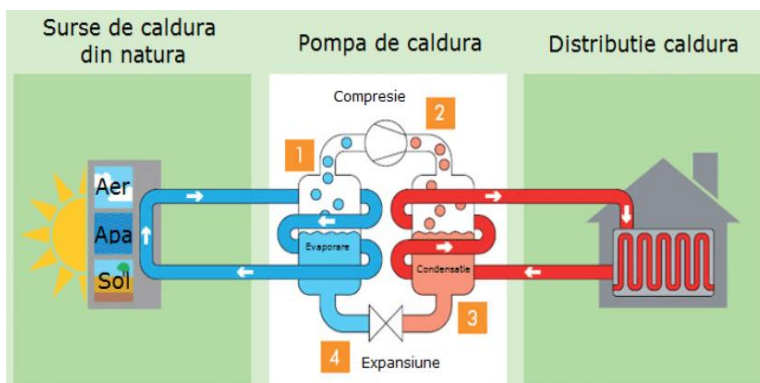 Surse de caldura
din natura
Pompa de caldura
Distributie caldura
Compresie
1
2
Aer
Apa
Sol
Evaporare
Condensatie
3
4
Expansiune